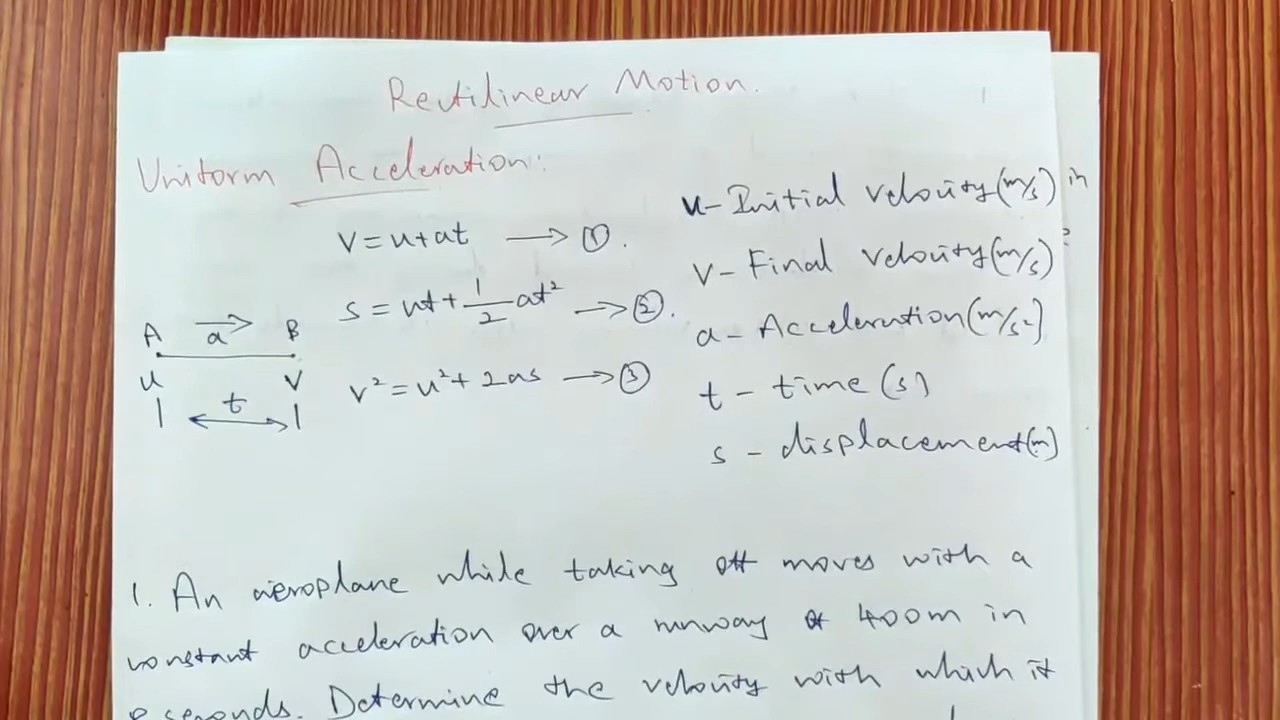 Rectilinear Motion.
Uniform Acceleration:
v = u + at → ①.
s = ut + 1/2 at² → ②.
v² = u² + 2as → ③
A a B
u v
t
u - Initial velocity (m/s)
v - Final velocity (m/s)
a - Acceleration (m/s²)
t - time (s)
s - displacement (m)
in
1. An aeroplane while taking off moves with a
constant acceleration over a runway of 400m in
seconds. Determine the velocity with which it